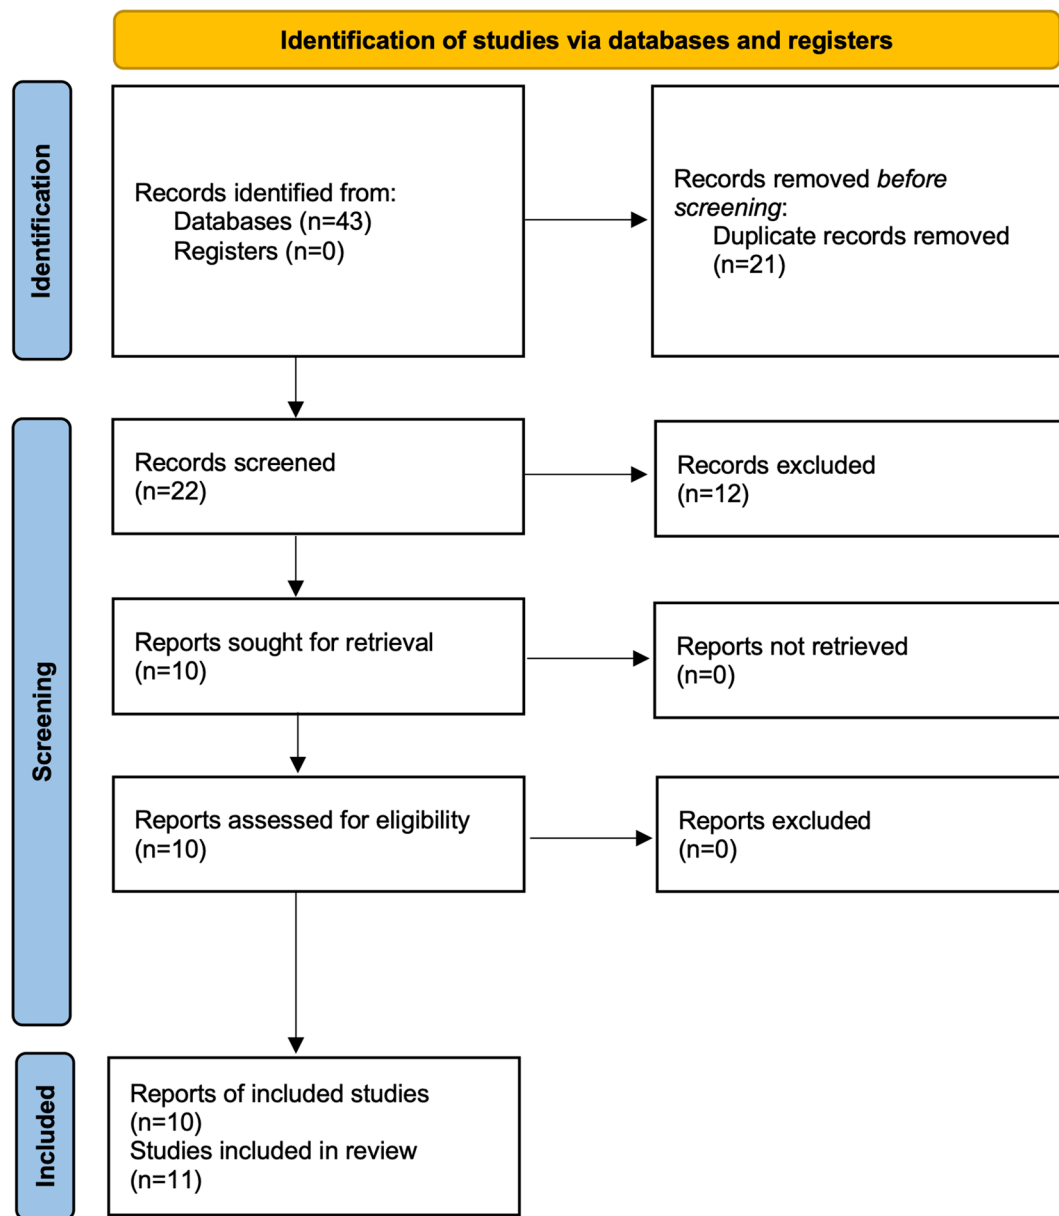 Identification of studies via databases and registers
Identification
Records identified from:
Databases (n=43)
Registers (n=0)
Records removed before
screening:
Duplicate records removed
(n=21)
Screening
Records screened
(n=22)
Records excluded
(n=12)
Reports sought for retrieval
(n=10)
Reports not retrieved
(n=0)
Reports assessed for eligibility
(n=10)
Reports excluded
(n=0)
Included
Reports of included studies
(n=10)
Studies included in review
(n=11)